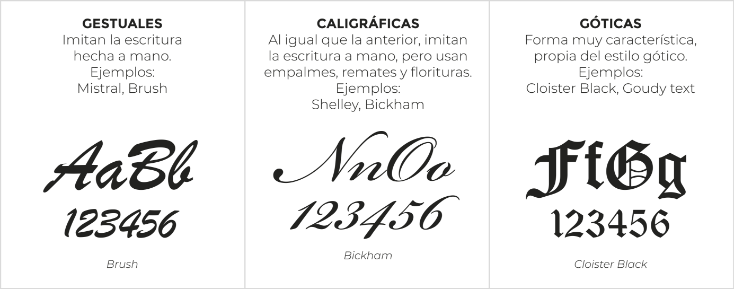 GESTUALES
Imitan la escritura
hecha a mano.
Ejemplos:
Mistral, Brush
AaBb
123456
Brush
CALIGRÁFICAS
Al igual que la anterior, imitan
la escritura a mano, pero usan
empalmes, remates y florituras.
Ejemplos:
Shelley, Bickham
NnOo
123456
Bickham
GÓTICAS
Forma muy característica,
propia del estilo gótico.
Ejemplos:
Cloister Black, Goudy text
FfGg
123456
Cloister Black